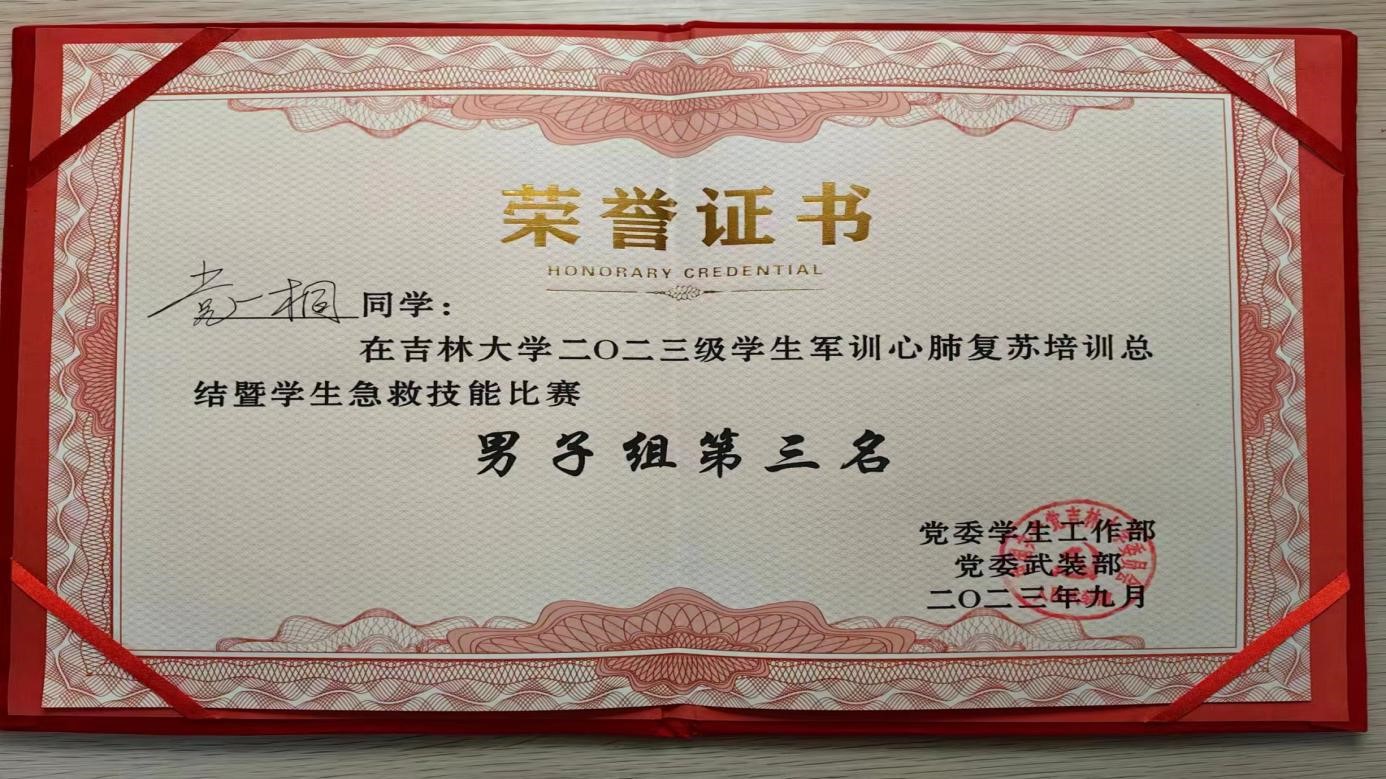 荣誉证书
HONORARY CREDENTIAL
党一桐同学：
在吉林大学二〇二三级学生军训心肺复苏培训总
结暨学生急救技能比赛
男子组第三名
党委学生工作部
党委武装部
二〇二三年九月